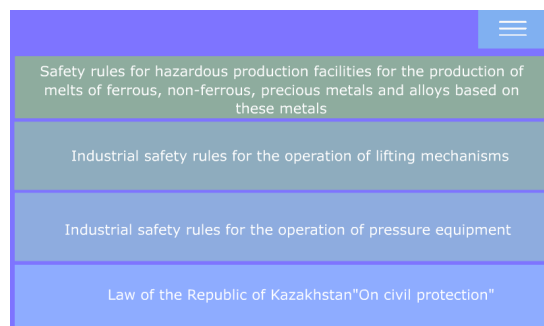 Safety rules for hazardous production facilities for the production of
melts of ferrous, non-ferrous, precious metals and alloys based on
these metals
Industrial safety rules for the operation of lifting mechanisms
Industrial safety rules for the operation of pressure equipment
Law of the Republic of Kazakhstan"On civil protection"